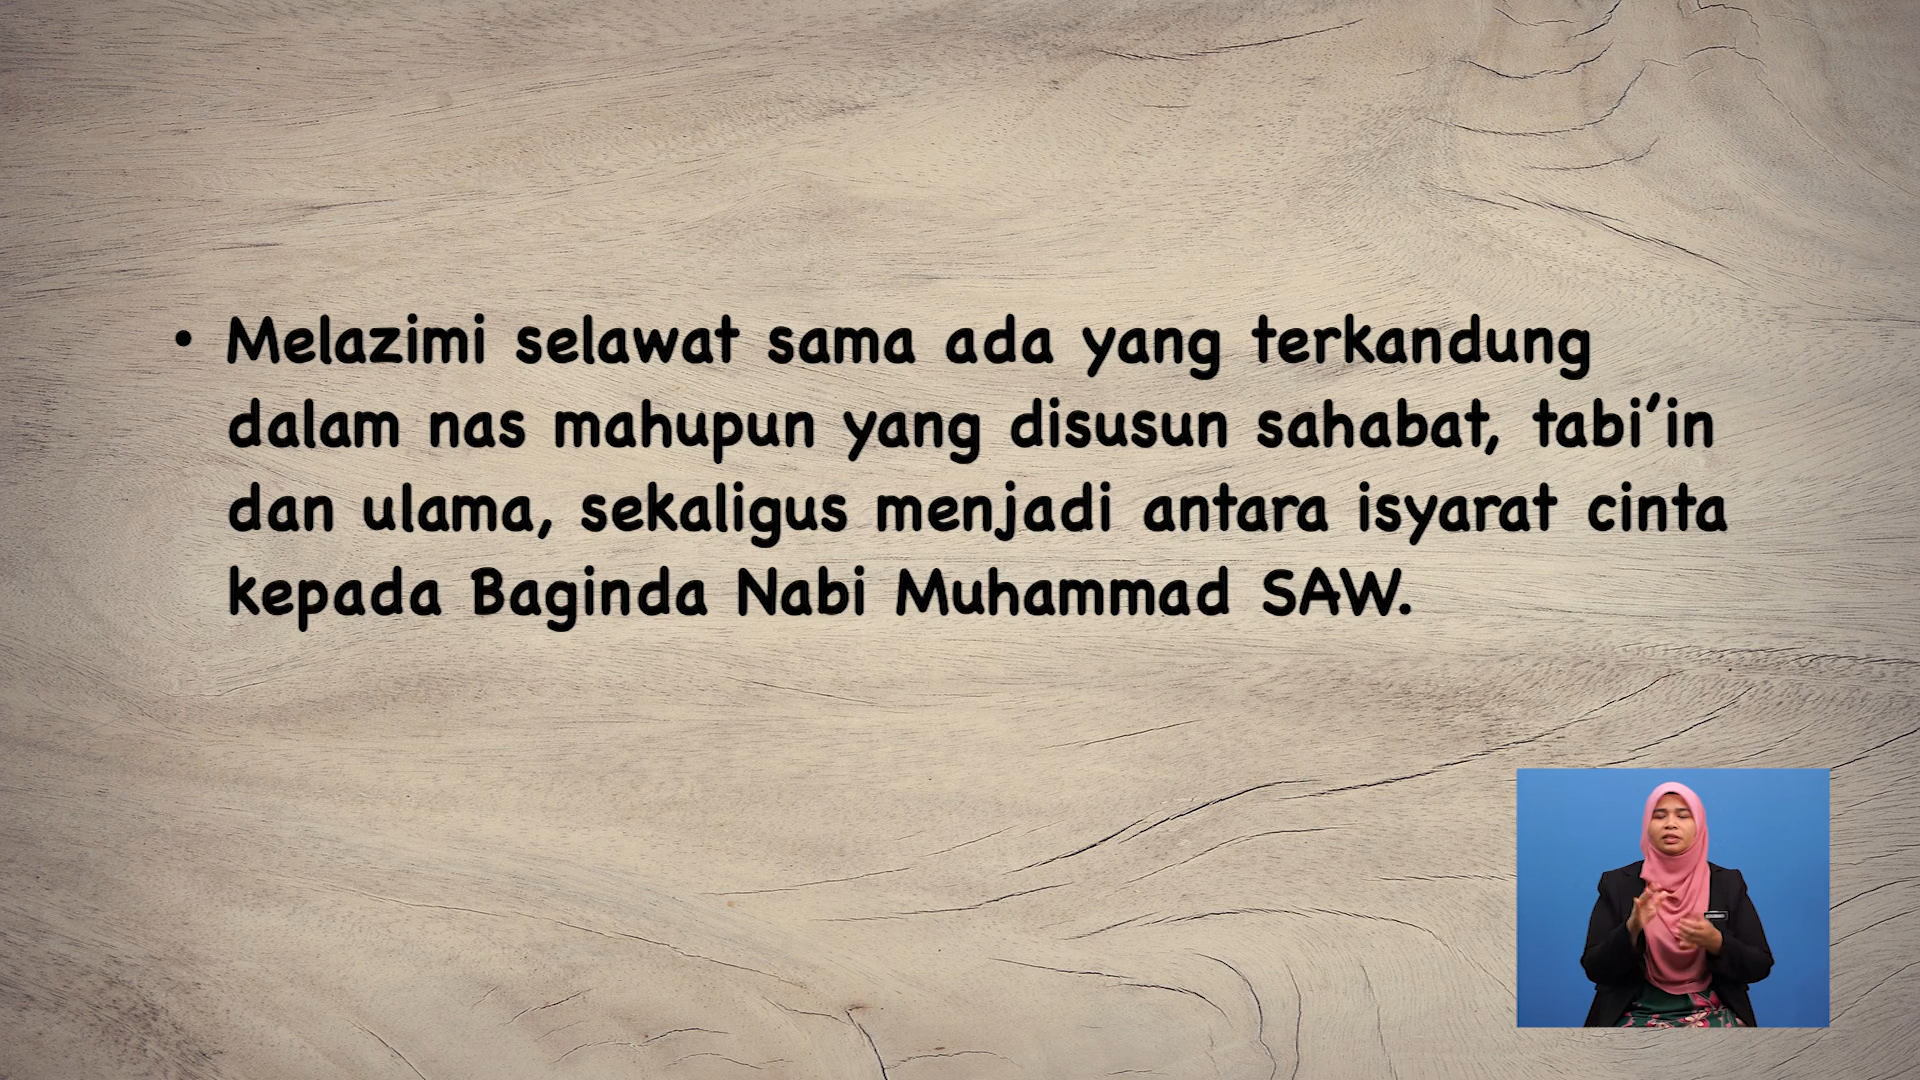 • Melazimi selawat sama ada yang terkandung
dalam nas mahupun yang disusun sahabat, tabi’in
dan ulama, sekaligus menjadi antara isyarat cinta
kepada Baginda Nabi Muhammad SAW.